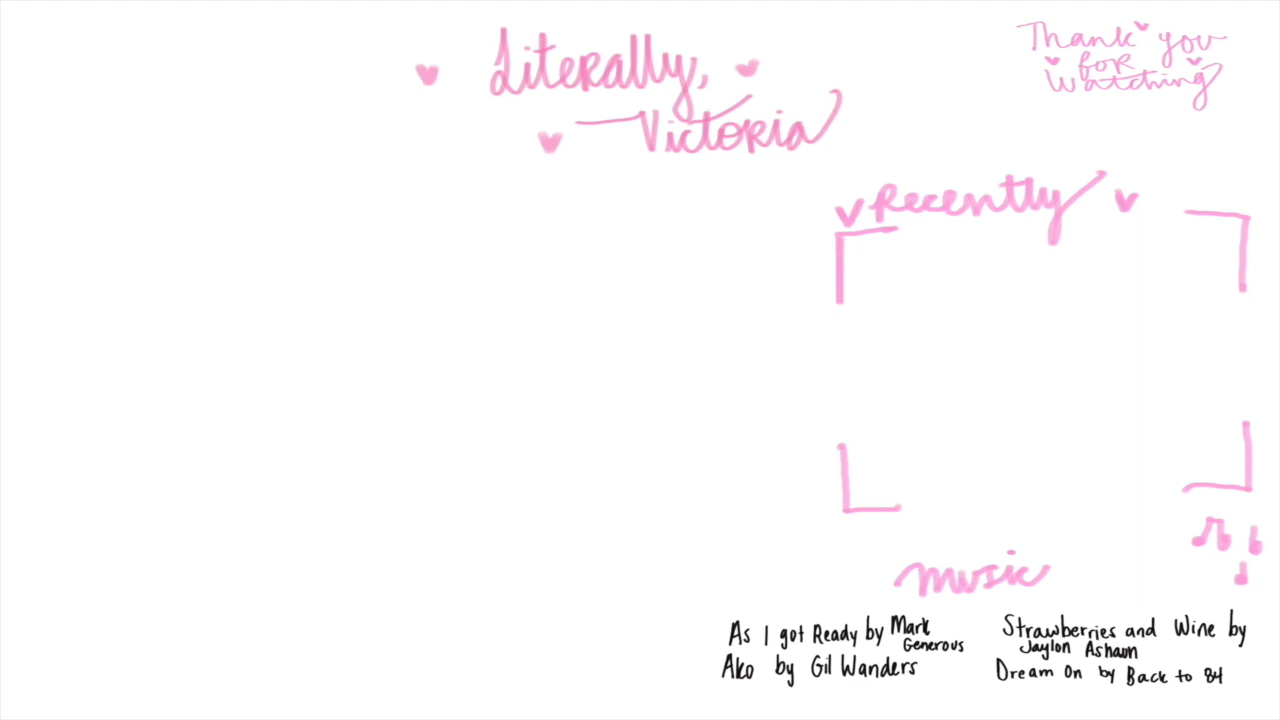 Literally,
Victoria
Thank you
for
Watching
Recently
music
As I got Ready by Mark
Generous
Ako by Gil Wanders
Strawberries and Wine by
Jaylon Ashaun
Dream On by Back to 84